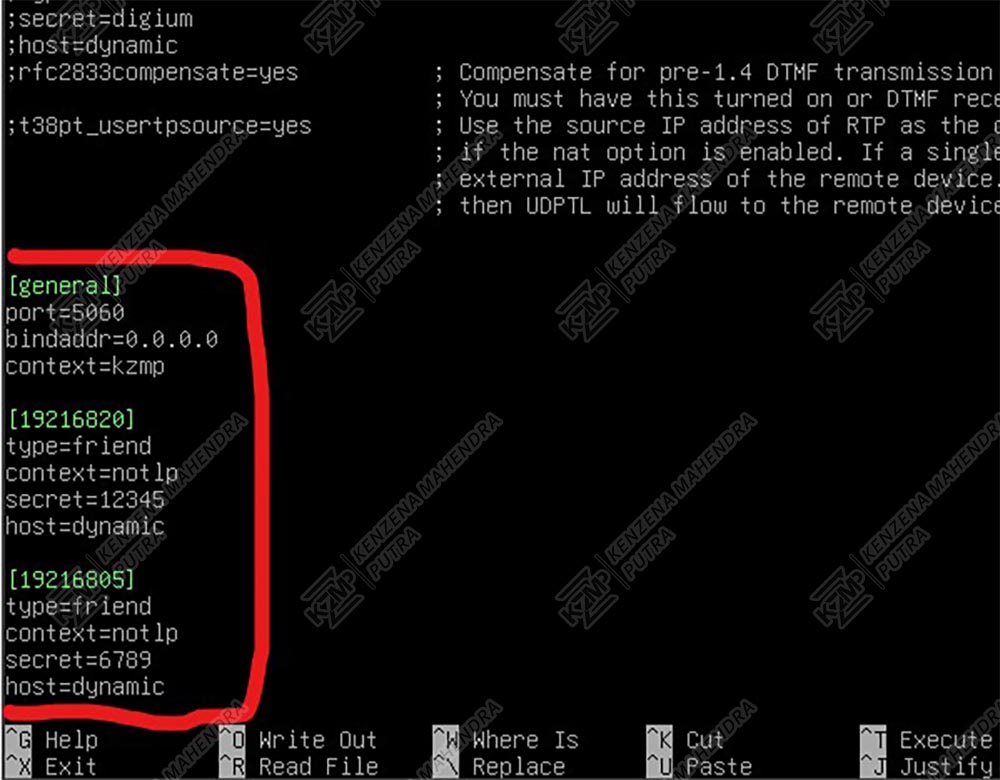 ;secret=digium
;host=dynamic
;rfc2833compensate=yes ; Compensate for pre-1.4 DTMF transmission
; You must have this turned on or DTMF rece
;t38pt_usertpsource=yes ; Use the source IP address of RTP as the
; if the nat option is enabled. If a single
; external IP address of the remote device.
; then UDPTL will flow to the remote device
[general]
port=5060
bindaddr=0.0.0.0
context=kzmp
[19216820]
type=friend
context=notlp
secret=12345
host=dynamic
[19216805]
type=friend
context=notlp
secret=6789
host=dynamic
^G Help ^O Write Out ^W Where Is ^K Cut ^T Execute
^X Exit ^R Read File ^\ Replace ^U Paste ^J Justify
KZMP | KENZENA MAHENDRA PUTRA